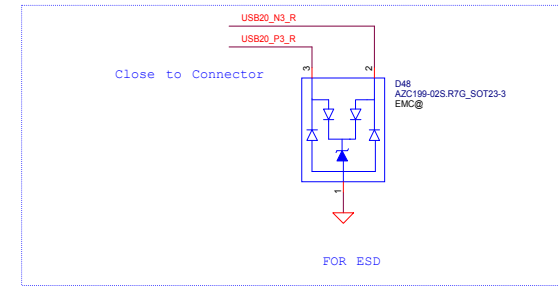 USB20_N3_R
USB20_P3_R
Close to Connector
3
2
D48
AZC199-02S.R7G_SOT23-3
EMC@
1
FOR ESD